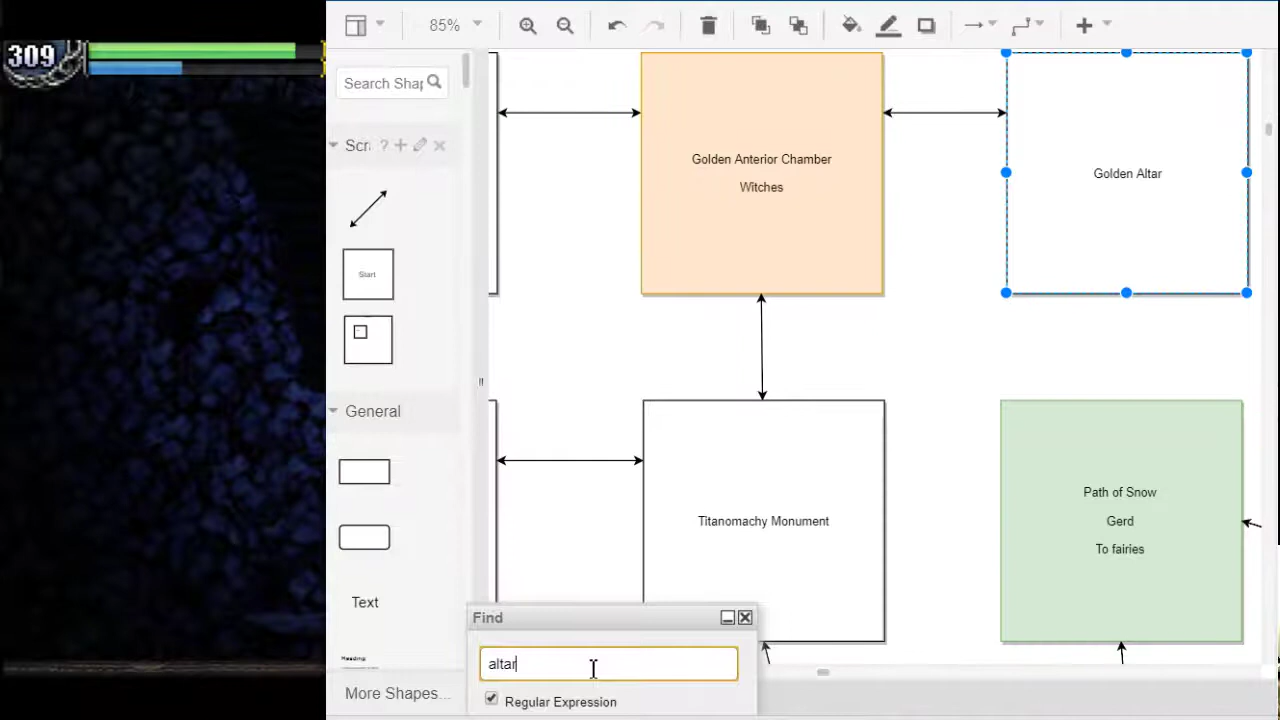 85%
309
Search Shap
Scr
?
Start
General
Text
Heading
More Shapes...
Golden Anterior Chamber
Witches
Golden Altar
Titanomachy Monument
Path of Snow
Gerd
To fairies
Find
altar
Regular Expression